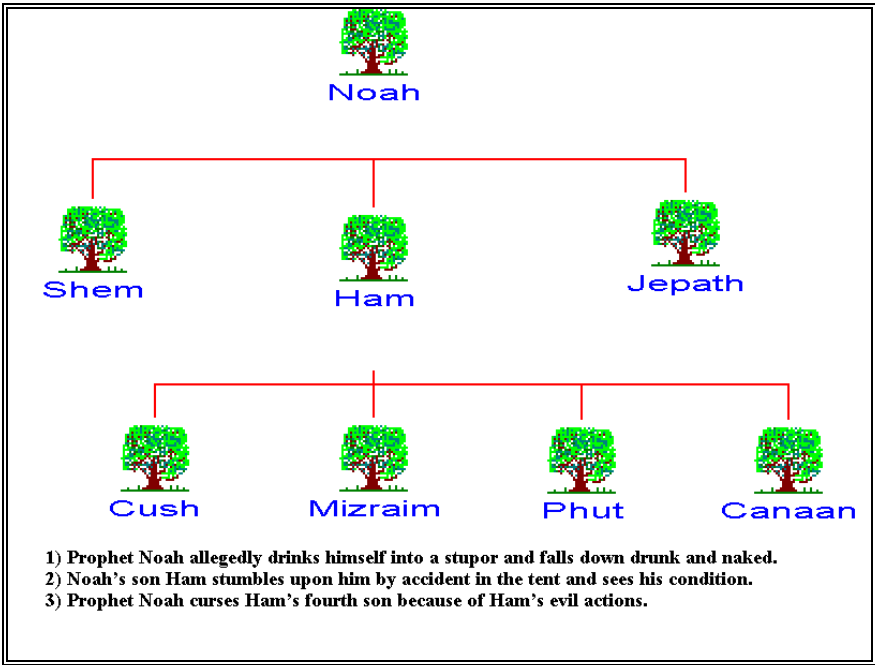 Noah
Shem
Ham
Jepath
Cush
Mizraim
Phut
Canaan
1) Prophet Noah allegedly drinks himself into a stupor and falls down drunk and naked.
2) Noah’s son Ham stumbles upon him by accident in the tent and sees his condition.
3) Prophet Noah curses Ham’s fourth son because of Ham’s evil actions.